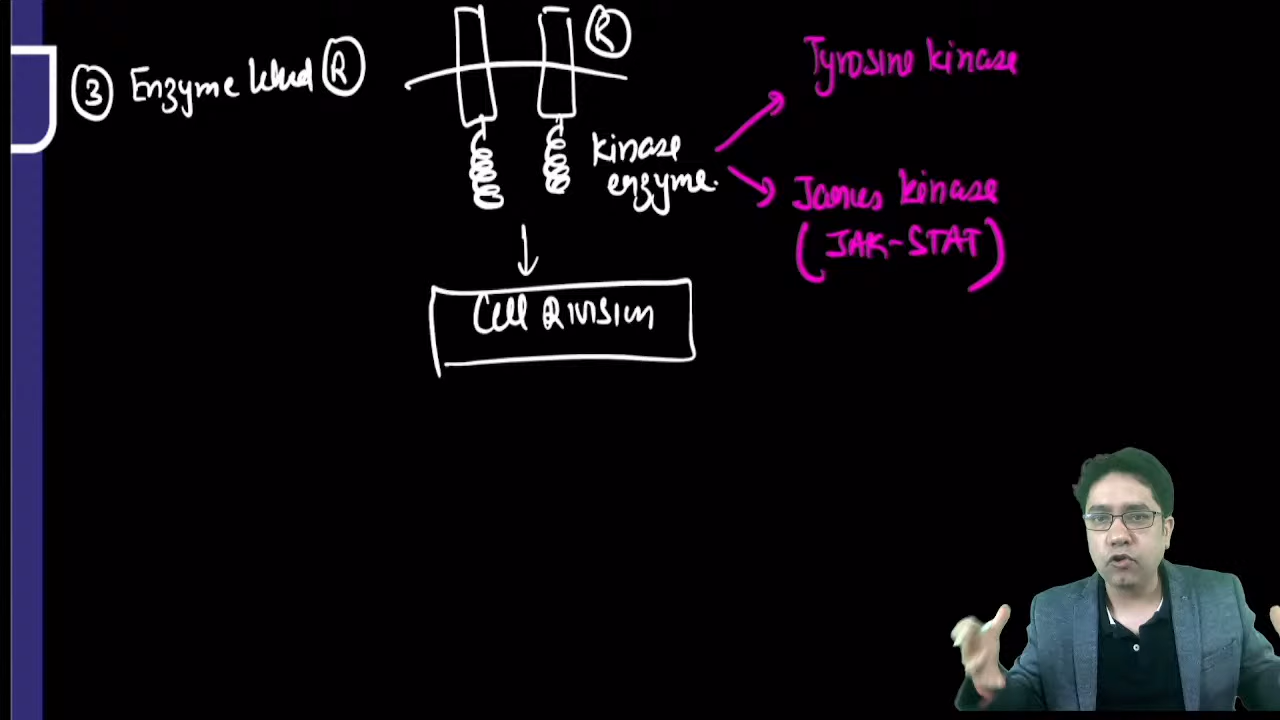 ③ Enzyme linked Ⓡ
Ⓡ
kinase
enzyme.
Tyrosine kinase
Janus kinase
(JAK-STAT)
Cell Division